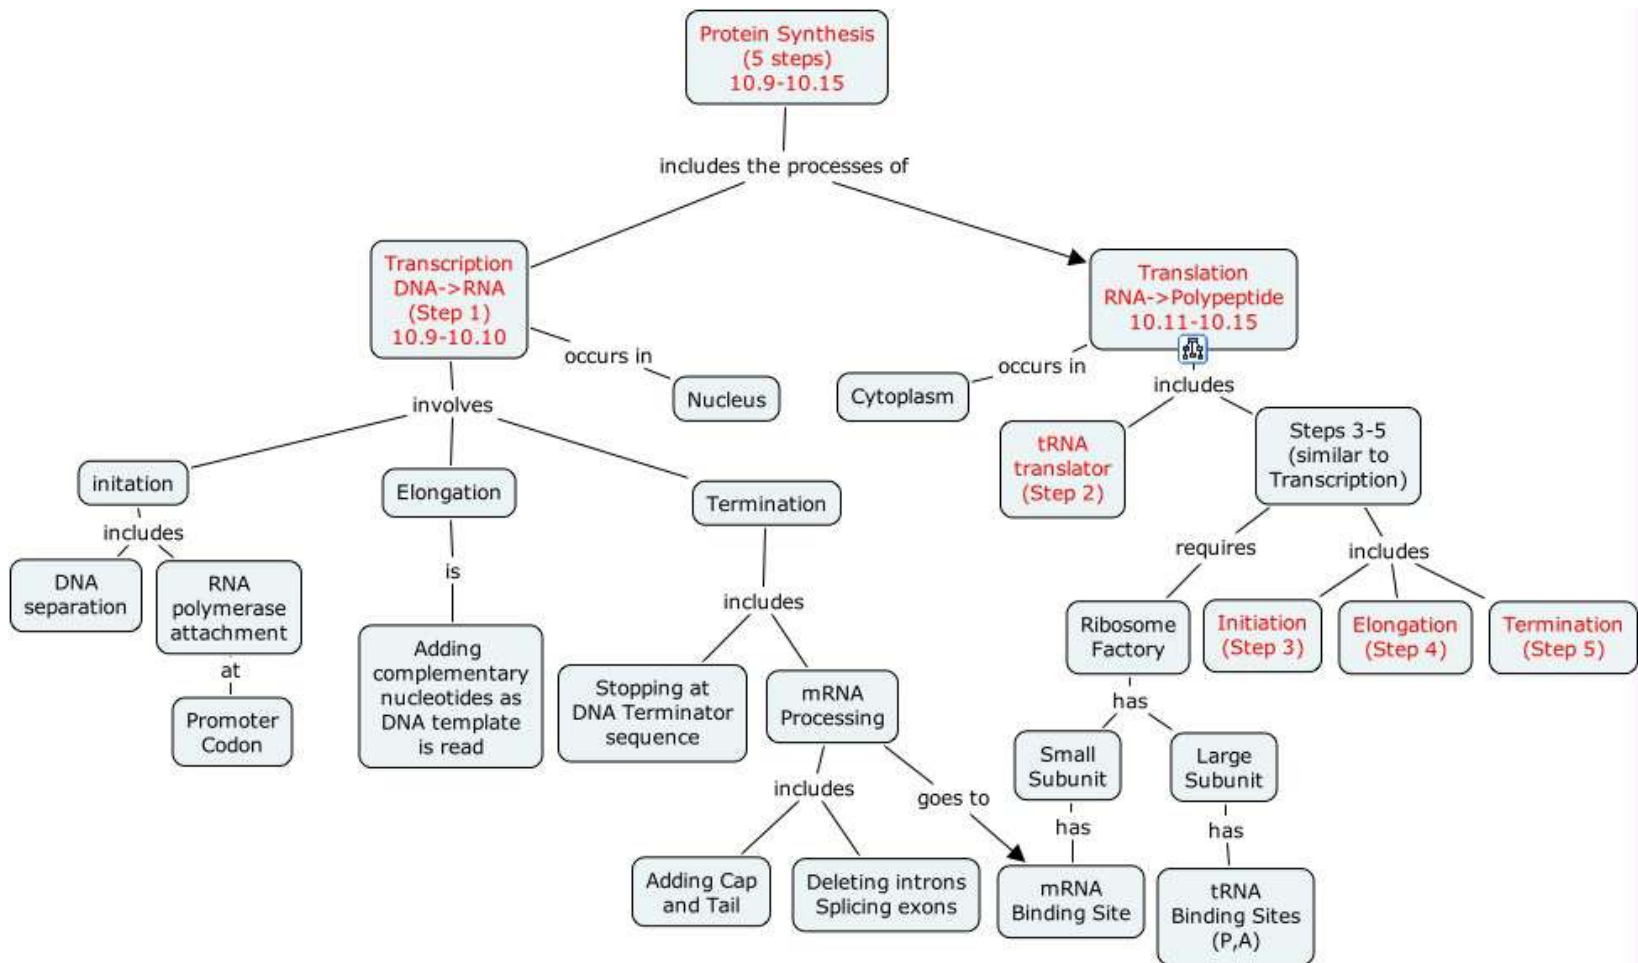 Protein Synthesis
(5 steps)
10.9-10.15
includes the processes of
Transcription
DNA->RNA
(Step 1)
10.9-10.10
occurs in
Nucleus
involves
initation
includes
DNA
separation
RNA
polymerase
attachment
at
Promoter
Codon
Elongation
is
Adding
complementary
nucleotides as
DNA template
is read
Termination
includes
Stopping at
DNA Terminator
sequence
mRNA
Processing
includes
Adding Cap
and Tail
Deleting introns
Splicing exons
goes to
Translation
RNA->Polypeptide
10.11-10.15
occurs in
Cytoplasm
includes
tRNA
translator
(Step 2)
Steps 3-5
(similar to
Transcription)
requires
Ribosome
Factory
has
Small
Subunit
has
mRNA
Binding Site
Large
Subunit
has
tRNA
Binding Sites
(P,A)
includes
Initiation
(Step 3)
Elongation
(Step 4)
Termination
(Step 5)